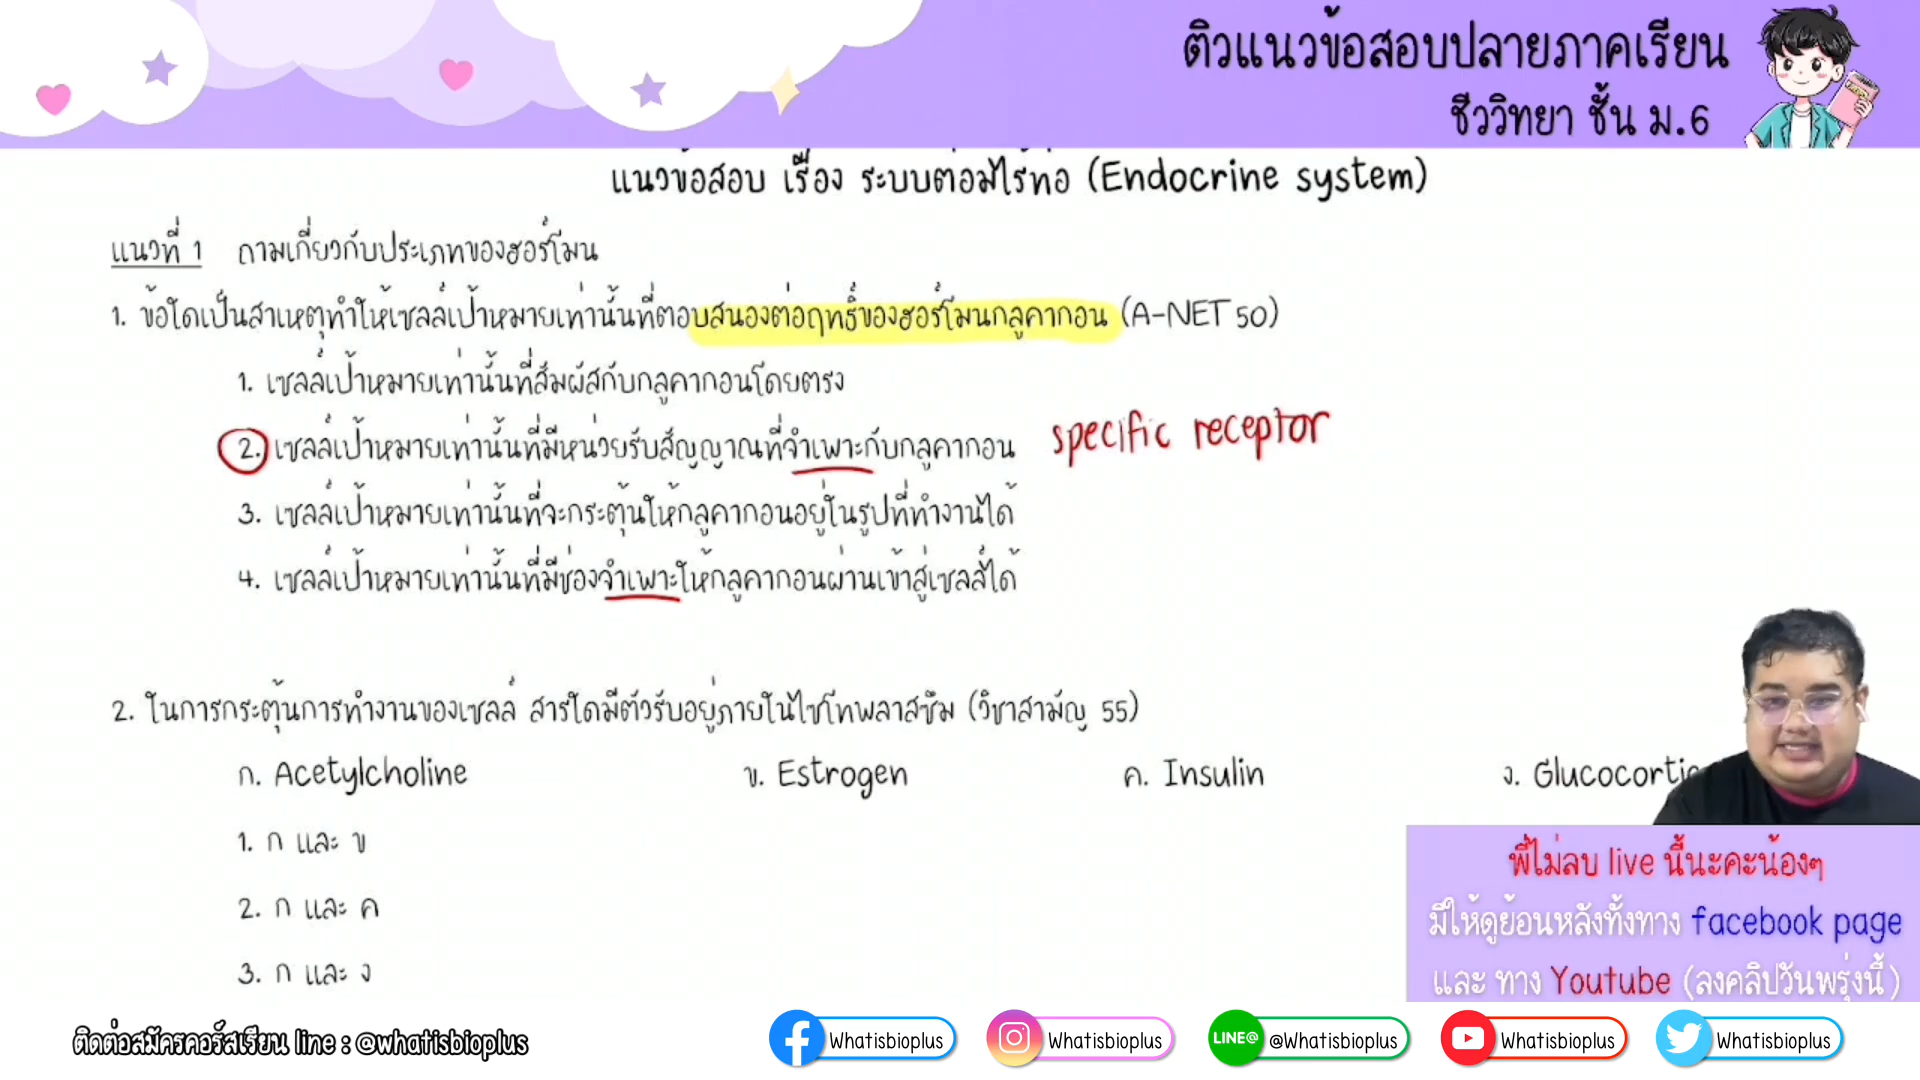 ติวแนวข้อสอบปลายภาคเรียน
ชีววิทยา ชั้น ม.6
แนวข้อสอบ เรื่อง ระบบต่อมไร้ท่อ (Endocrine system)
แนวที่ 1 ถามเกี่ยวกับประเภทของฮอร์โมน
1. ข้อใดเป็นสาเหตุทำให้เซลล์เป้าหมายเท่านั้นที่ตอบสนองต่อฤทธิ์ของฮอร์โมนกลูคากอน (A-NET 50)
1. เซลล์เป้าหมายเท่านั้นที่สัมผัสกับกลูคากอนโดยตรง
2. เซลล์เป้าหมายเท่านั้นที่มีหน่วยรับสัญญาณที่จำเพาะกับกลูคากอน specific receptor
3. เซลล์เป้าหมายเท่านั้นที่จะกระตุ้นให้กลูคากอนอยู่ในรูปที่ทำงานได้
4. เซลล์เป้าหมายเท่านั้นที่มีช่องจำเพาะให้กลูคากอนผ่านเข้าสู่เซลล์ได้
2. ในการกระตุ้นการทำงานของเซลล์ สารใดมีตัวรับอยู่ภายในไซโทพลาสซึม (วิชาสามัญ 55)
ก. Acetylcholine ข. Estrogen ค. Insulin ง.
1. ก และ ข
2. ก และ ค
3. ก และ ง
พี่ไม่ลบ live นี้นะคะน้องๆ
มีให้ดูย้อนหลังทั้งทาง facebook page
และ ทาง Youtube (ลงคลิปวันพรุ่งนี้)
ติดต่อสมัครคอร์สเรียน line : @whatisbioplus
Whatisbioplus Whatisbioplus LINE@ @Whatisbioplus Whatisbioplus Whatisbioplus